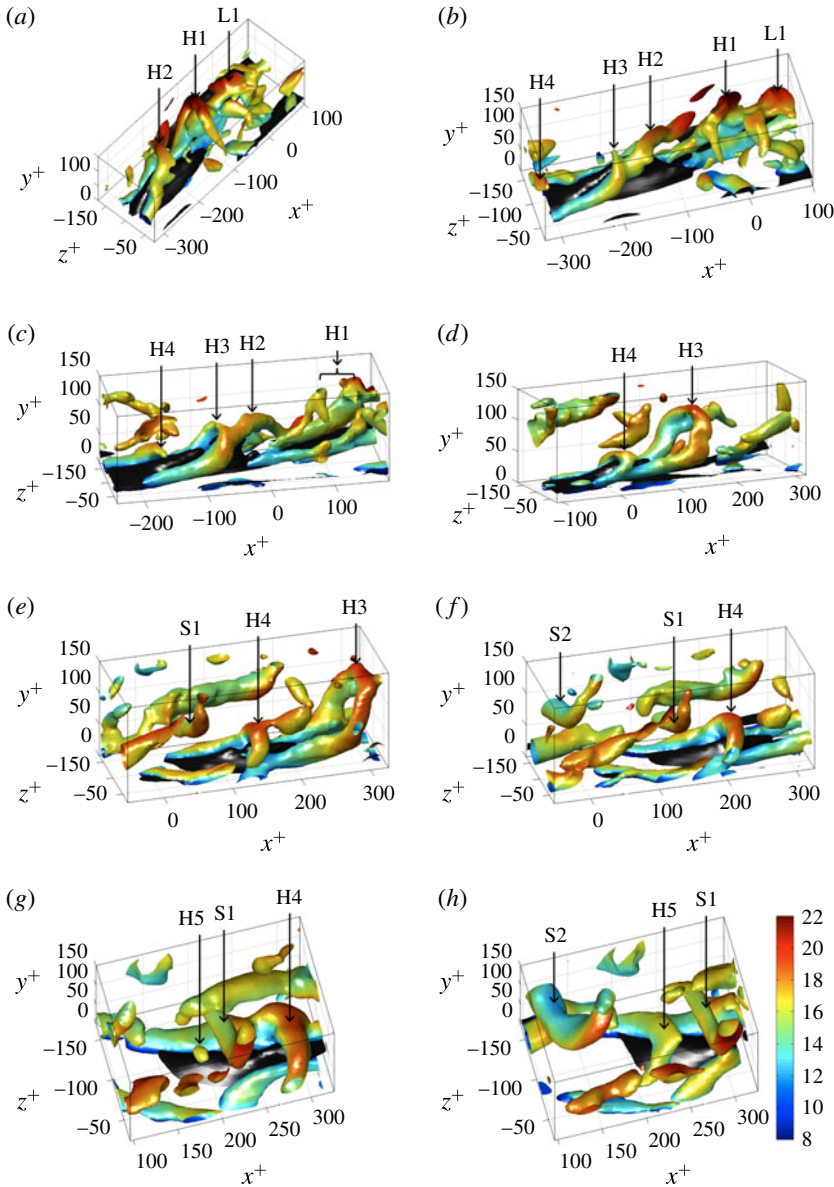 (a)
L1
H1
H2
100
0
y+
−150
−50
z+
−300
−200
−100
0
100
x+
(b)
L1
H1
H2
H3
H4
150
100
50
0
y+
−150
−100
−50
z+
−300
−200
−100
0
100
x+
(c)
H1
H4 H3 H2
150
100
50
0
y+
−150
−50
z+
−200
−100
0
100
x+
(d)
H3
H4
150
100
50
0
y+
−150
−50
z+
−100
0
100
200
300
x+
(e)
H3
S1 H4
150
100
50
0
y+
−150
−50
z+
0
100
200
300
x+
(f)
S2 S1 H4
150
100
50
0
y+
−150
−50
z+
0
100
200
300
x+
(g)
H4
H5 S1
150
100
50
0
y+
−150
−100
−50
z+
100
150
200
250
300
x+
(h)
S1
H5
S2
150
100
50
0
y+
−150
−100
−50
z+
100
150
200
250
300
x+
22
20
18
16
14
12
10
8